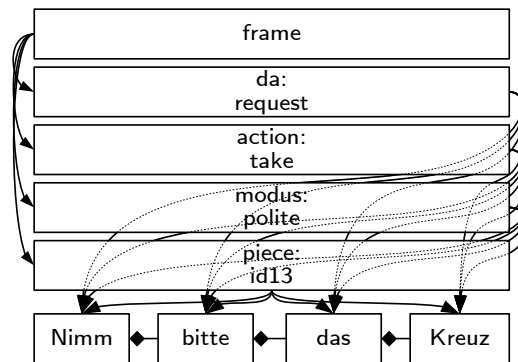 frame
da:
request
action:
take
modus:
polite
piece:
id13
Nimm bitte das Kreuz